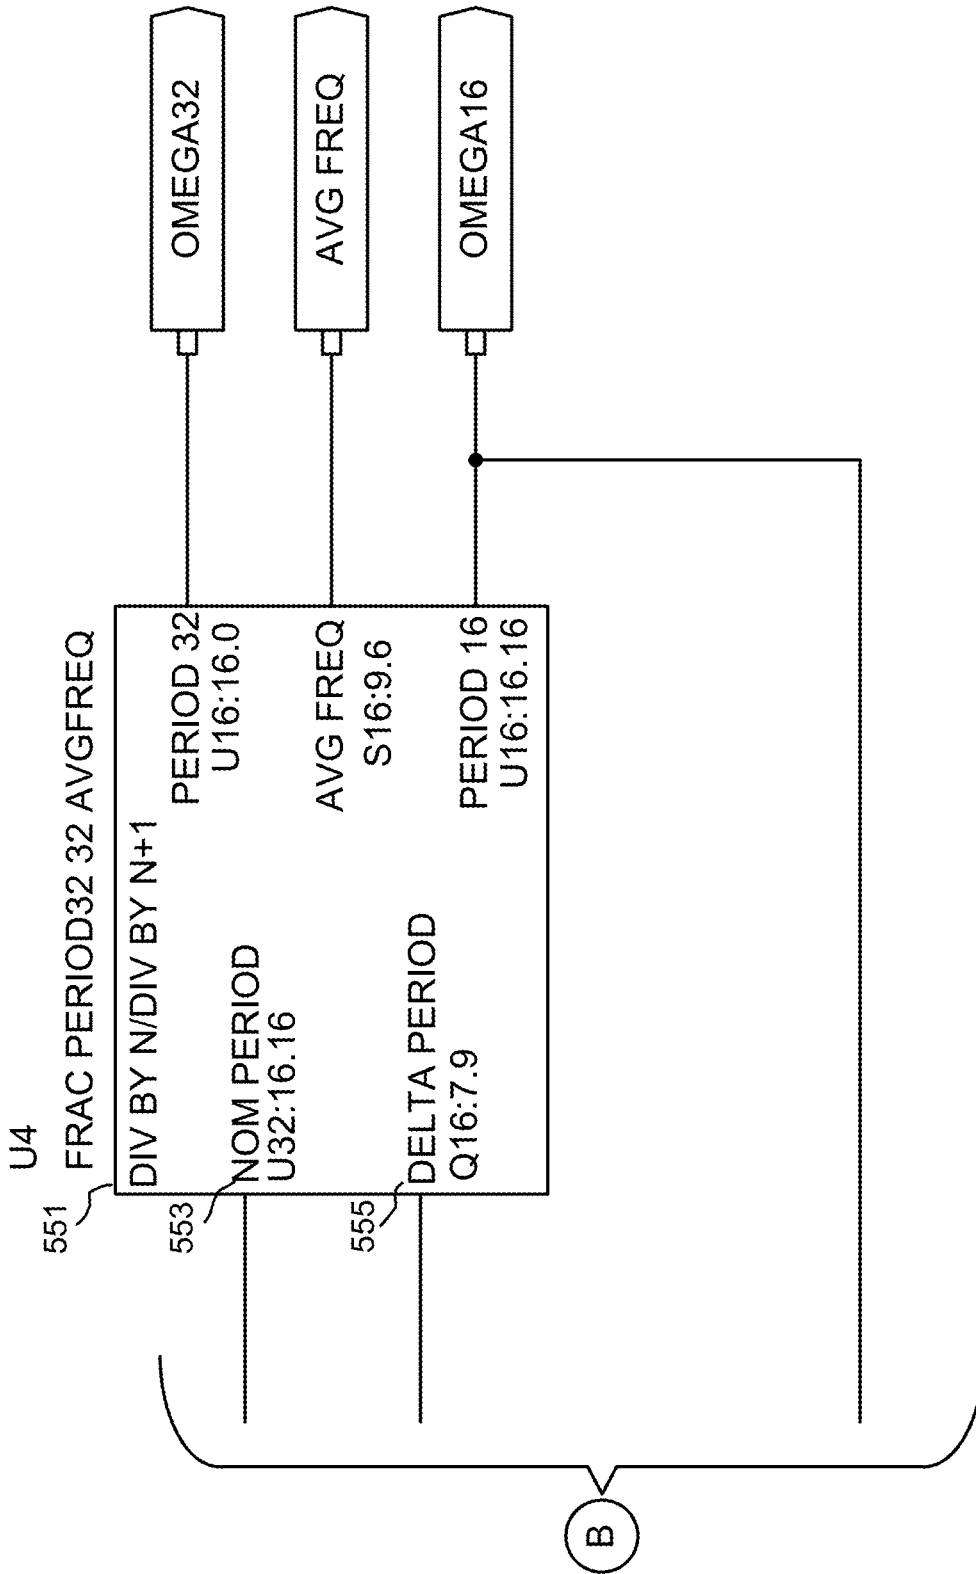 U4
FRAC PERIOD32 32 AVGFREQ
551
DIV BY N/DIV BY N+1
553
NOM PERIOD
U32:16.16
555
DELTA PERIOD
Q16:7.9
PERIOD 32
U16:16.0
AVG FREQ
S16:9.6
PERIOD 16
U16:16.16
OMEGA32
AVG FREQ
OMEGA16
B